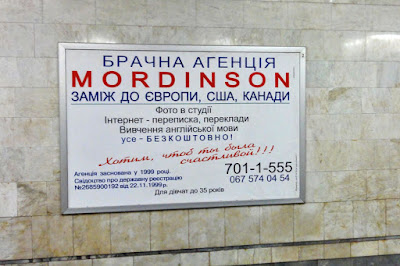 БРАЧНА АГЕНЦІЯ
MORDINSON
ЗАМІЖ ДО ЄВРОПИ, США, КАНАДИ
Фото в студії
Інтернет - переписка, переклади
Вивчення англійської мови
усе - БЕЗКОШТОВНО!
Хотим, чтоб ты была
счастливой!!!
Агенція заснована у 1999 році.
Свідоцтво про державну реєстрацію
№2685900192 від 22.11.1999г.
701-1-555
067 574 04 54
Для дівчат до 35 років